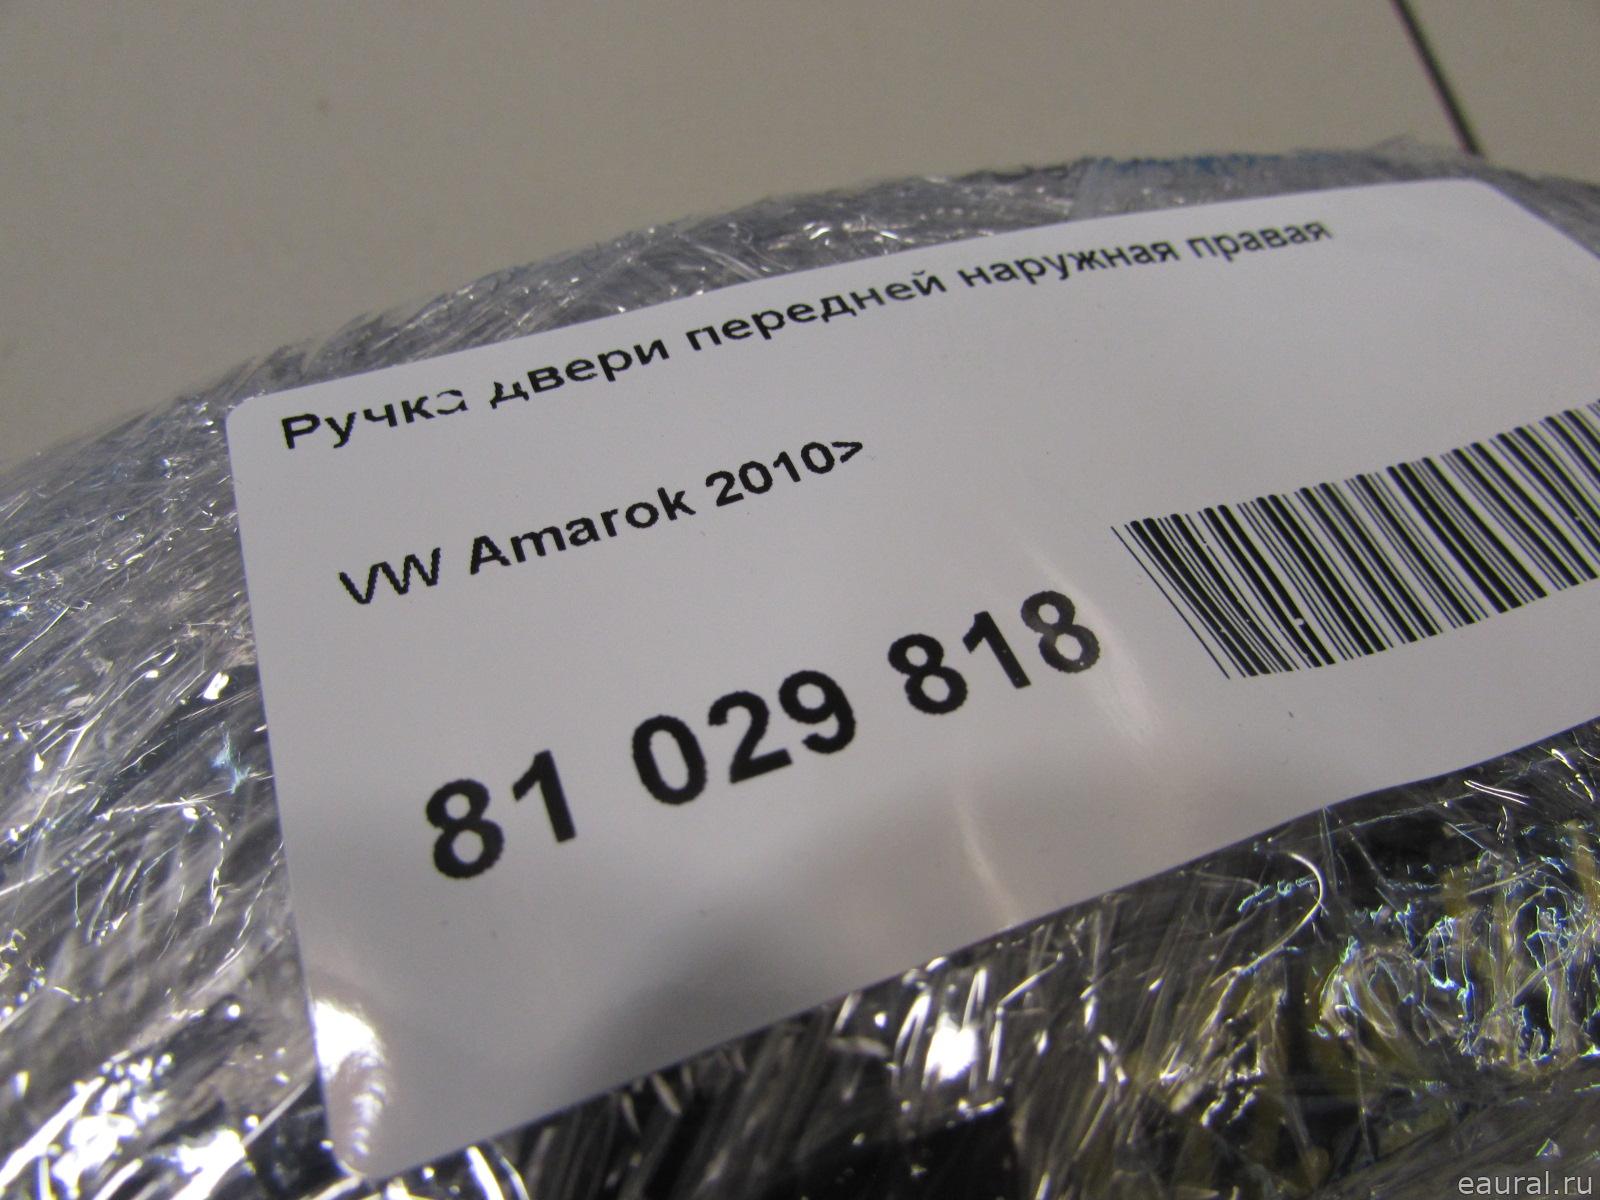 Ручка двери передней наружная правая
VW Amarok 2010>
81 029 818
eaural.ru